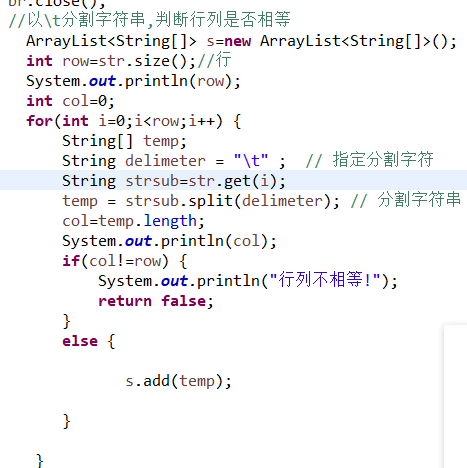 br.close();
//以\t分割字符串,判断行列是否相等
ArrayList<String[]> s=new ArrayList<String[]>();
int row=str.size();//行
System.out.println(row);
int col=0;
for(int i=0;i<row;i++) {
String[] temp;
String delimeter = "\t" ;  // 指定分割字符
String strsub=str.get(i);
temp = strsub.split(delimeter); // 分割字符串
col=temp.length;
System.out.println(col);
if(col!=row) {
System.out.println("行列不相等!");
return false;
}
else {
s.add(temp);
}
}